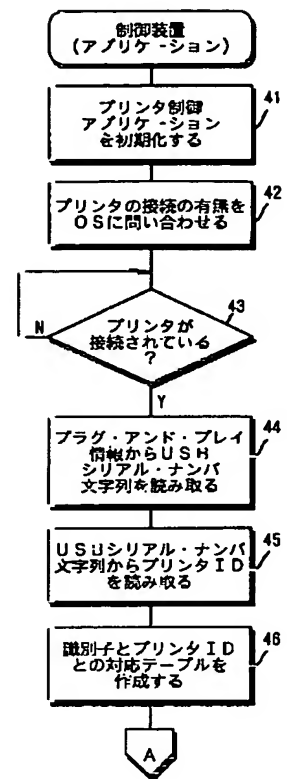 制御装置
(アプリケ-ション)
41
プリンタ制御
アプリケ-ション
を初期化する
42
プリンタの接続の有無を
OSに問い合わせる
43
プリンタが
接続されている
?
N
Y
44
プラグ・アンド・プレイ
情報からUSB
シリアル・ナンバ
文字列を読み取る
45
USBシリアル・ナンバ
文字列からプリンタID
を読み取る
46
識別子とプリンタID
との対応テーブルを
作成する
A